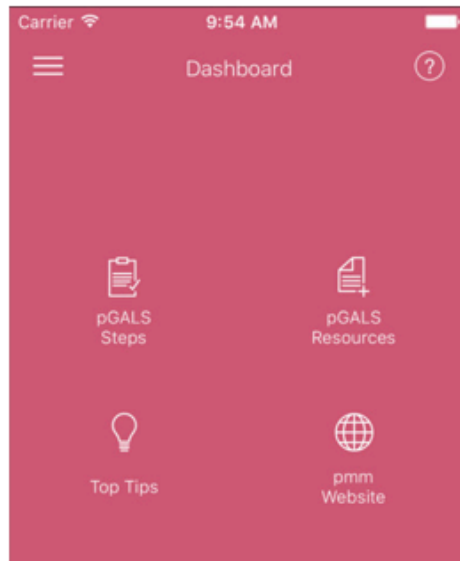 Carrier 9:54 AM
Dashboard ?
pGALS
Steps
pGALS
Resources
Top Tips
pmm
Website